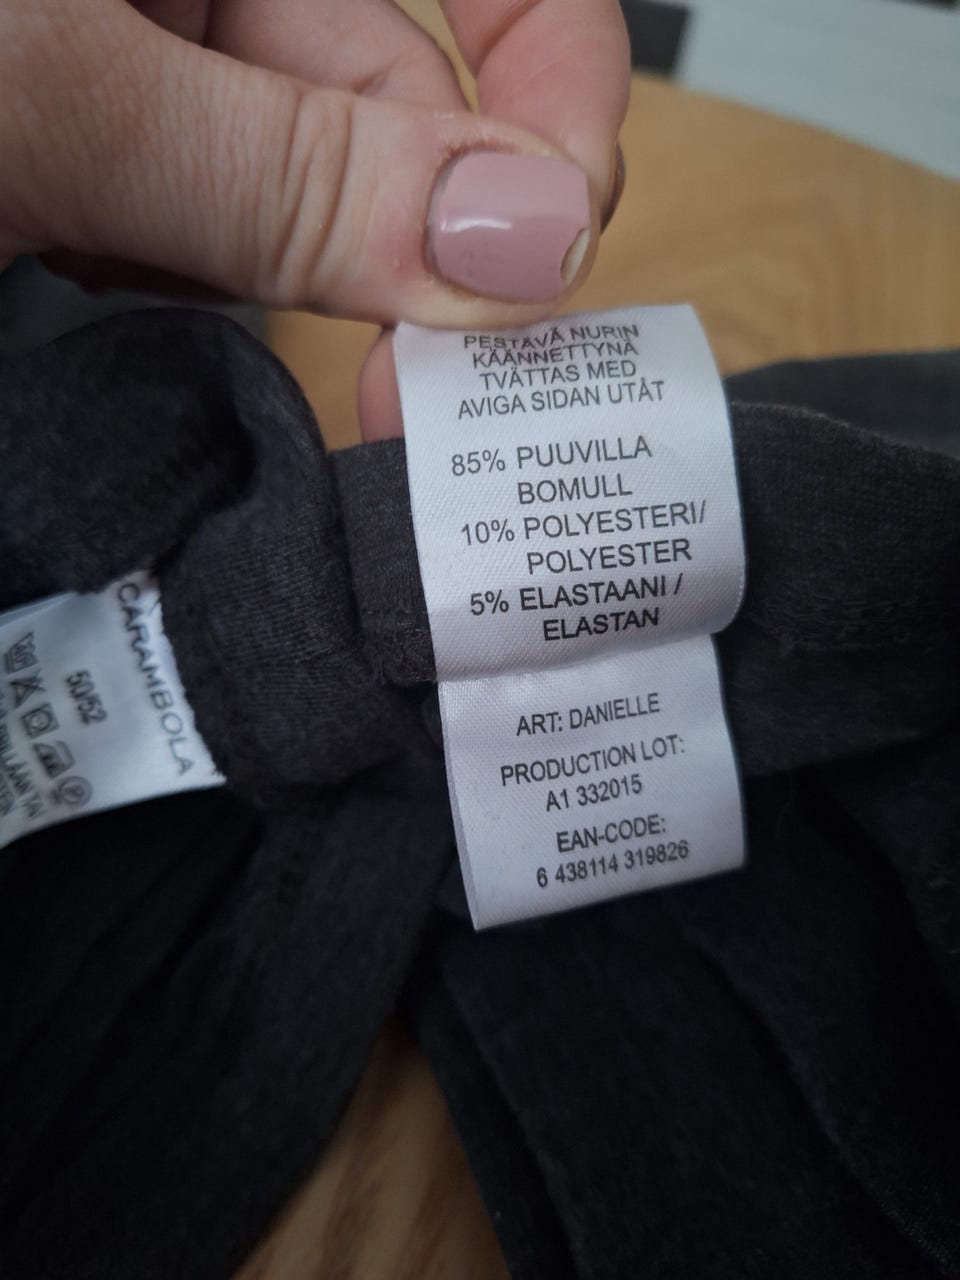 PESTÄVÄ NURIN
KÄÄNNETTYNÄ
TVÄTTAS MED
AVIGA SIDAN UTÅT
85% PUUVILLA
BOMULL
10% POLYESTERI/
POLYESTER
5% ELASTAANI /
ELASTAN
ART: DANIELLE
PRODUCTION LOT:
A1 332015
EAN-CODE:
6 438114 319826
CARAMBOLA
50/52
P